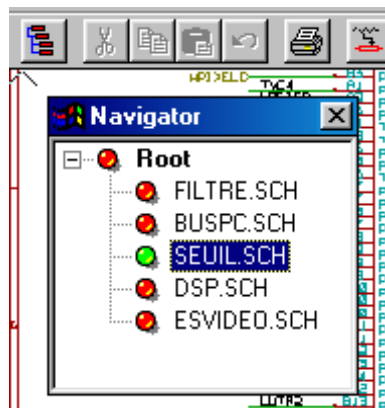 Navigator
Root
FILTRE.SCH
BUSPC.SCH
SEUIL.SCH
DSP.SCH
ESVIDEO.SCH